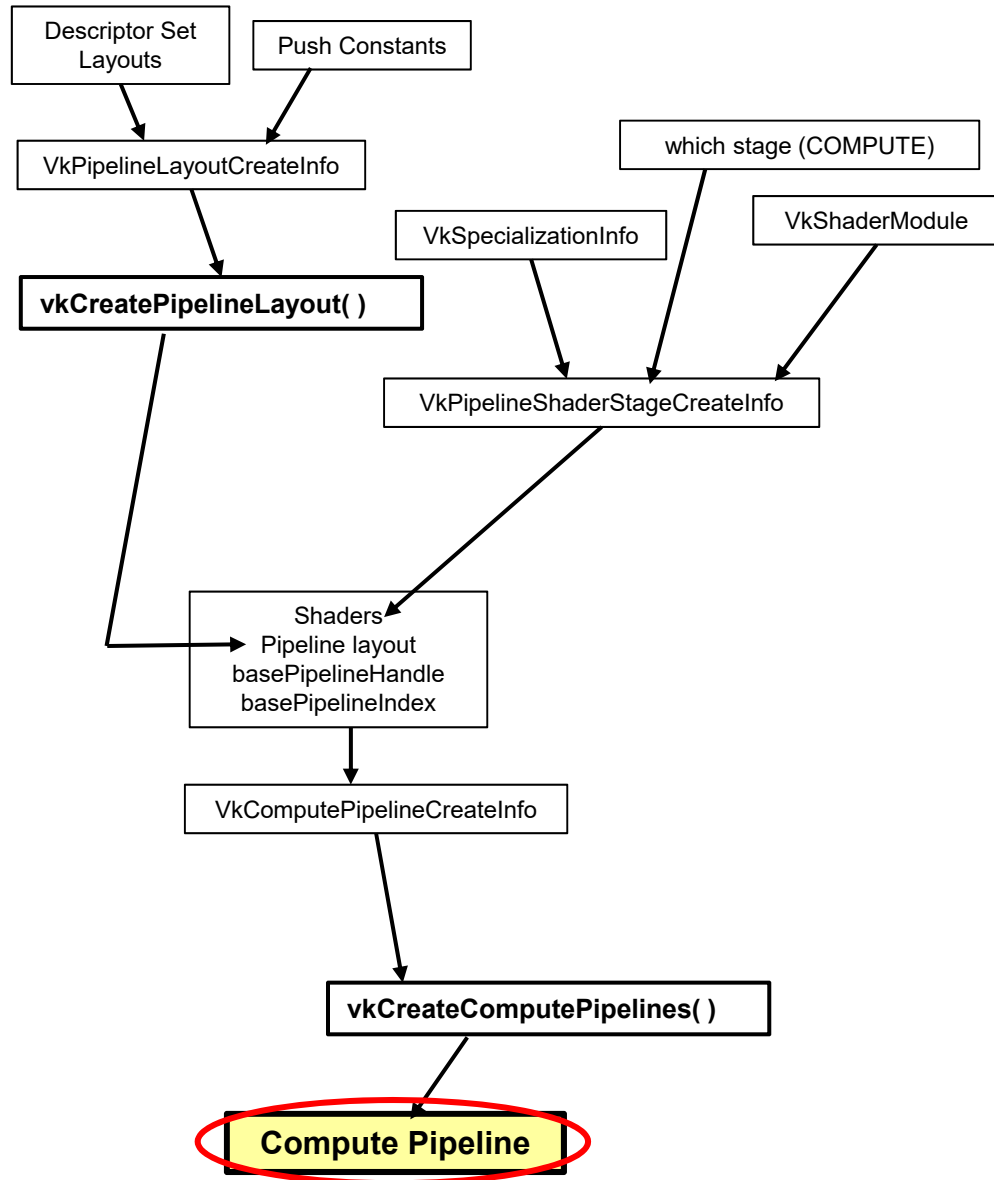 Descriptor Set
Layouts
Push Constants
VkPipelineLayoutCreateInfo
which stage (COMPUTE)
VkSpecializationInfo
VkShaderModule
vkCreatePipelineLayout( )
VkPipelineShaderStageCreateInfo
Shaders
Pipeline layout
basePipelineHandle
basePipelineIndex
VkComputePipelineCreateInfo
vkCreateComputePipelines( )
Compute Pipeline